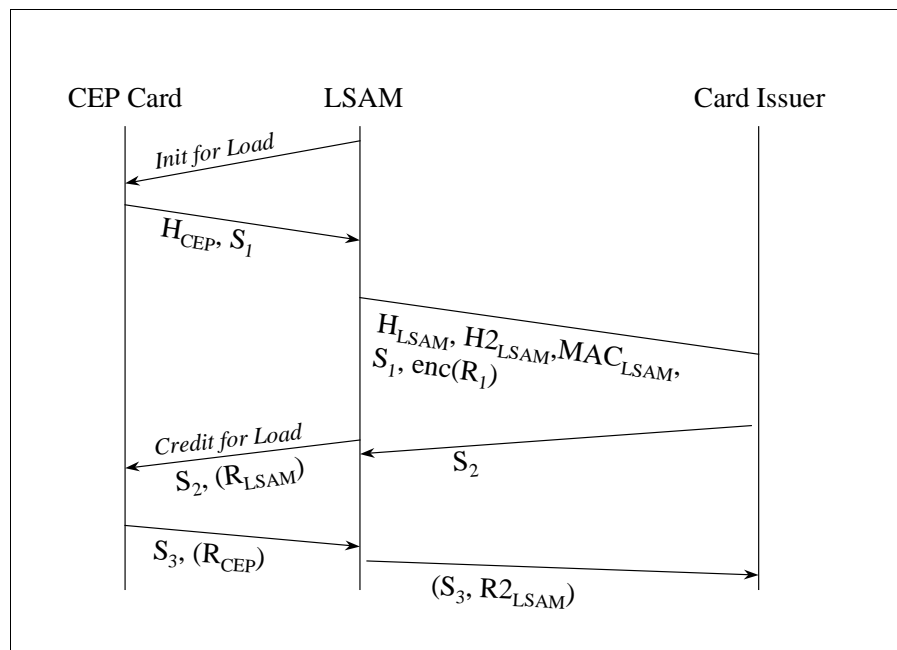 CEP Card LSAM Card Issuer
Init for Load
H_CEP, S_1
H_LSAM, H2_LSAM, MAC_LSAM,
S_1, enc(R_1)
Credit for Load
S_2
S_2, (R_LSAM)
S_3, (R_CEP)
(S_3, R2_LSAM)